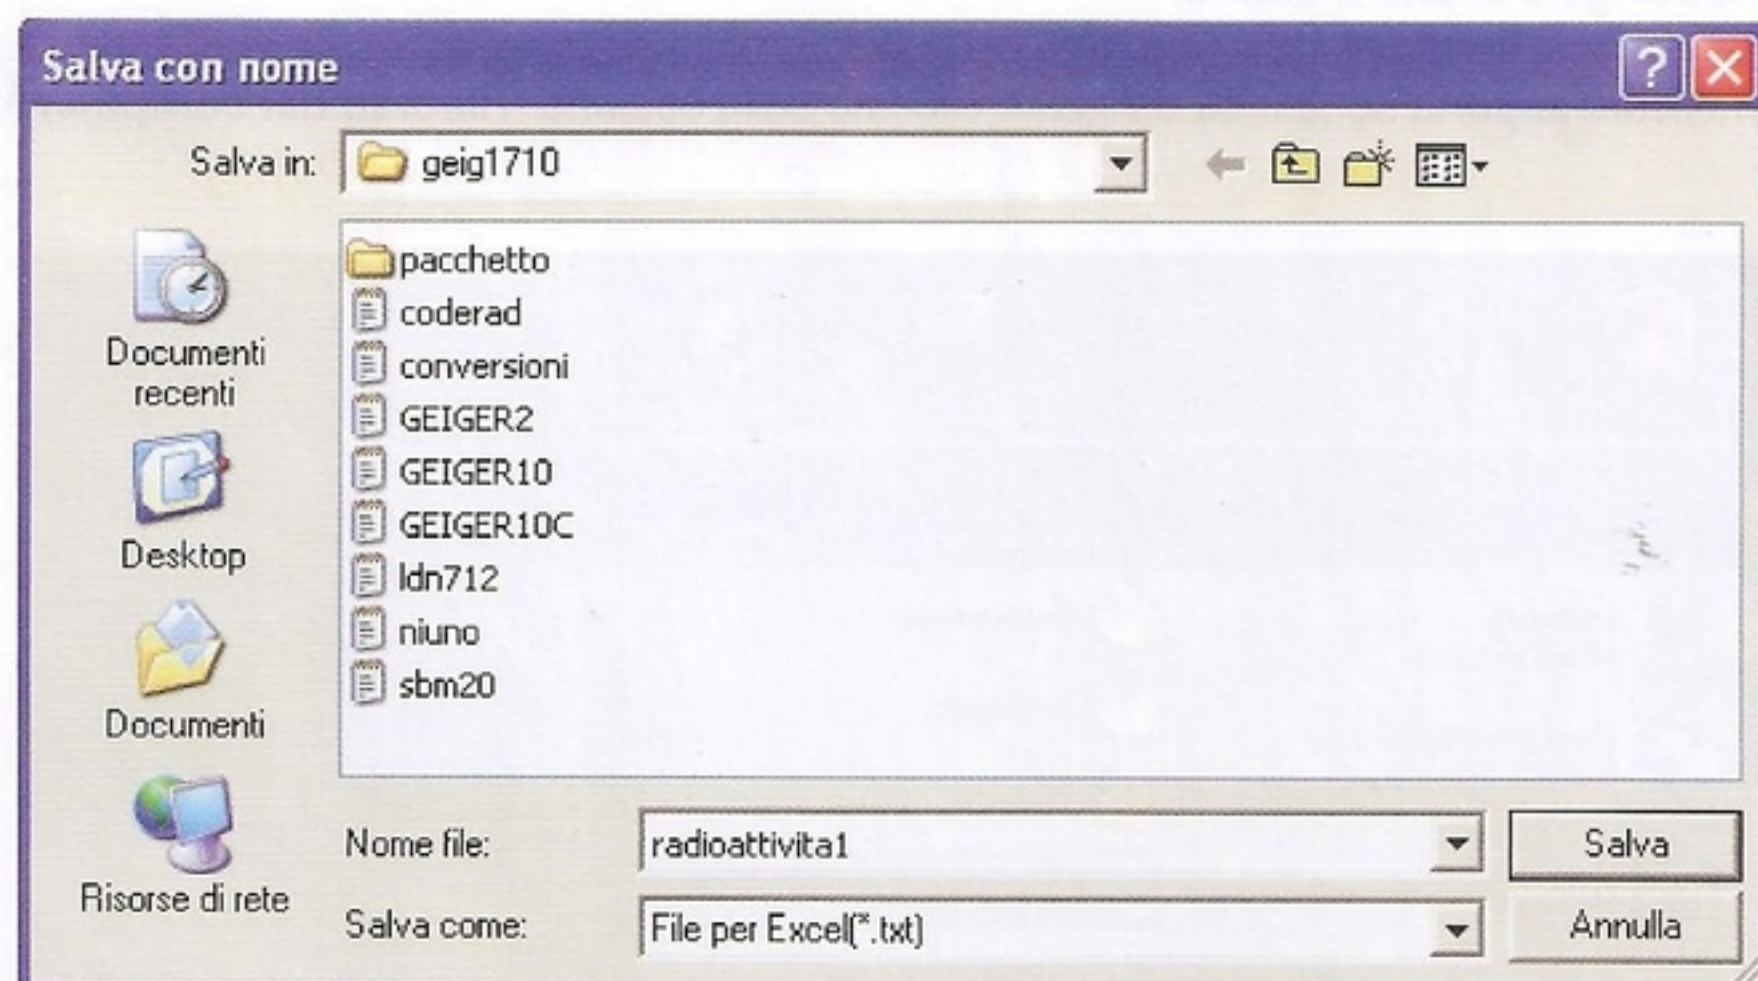 Salva con nome
Salva in:
geig1710
pacchetto
coderad
conversioni
GEIGER2
GEIGER10
GEIGER10C
ldn712
niuno
sbm20
Documenti
recenti
Desktop
Documenti
Risorse di rete
Nome file:
radioattivita1
Salva
Salva come:
File per Excel(*.txt)
Annulla